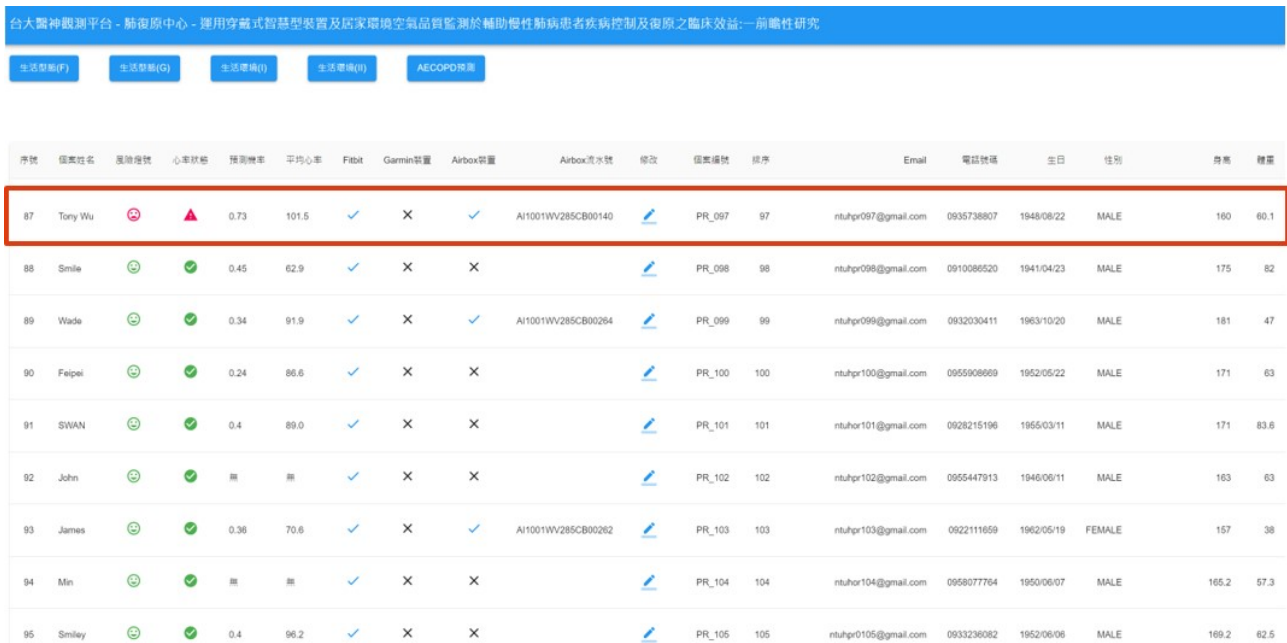 台大醫神觀測平台 - 肺復原中心 - 運用穿戴式智慧型裝置及居家環境空氣品質監測於輔助慢性肺病患者疾病控制及復原之臨床效益:一前瞻性研究
生活型態(F) 生活型態(G) 生活環境(I) 生活環境(II) AECOPD預測
序號 個案姓名 風險燈號 心率狀態 預測機率 平均心率 Fitbit Garmin裝置 Airbox裝置 Airbox流水號 修改 個案編號 排序 Email 電話號碼 生日 性別 身高 體重
87 Tony Wu 0.73 101.5 AI1001WV285CB00140 PR_097 97 ntuhpr097@gmail.com 0935738807 1948/08/22 MALE 160 60.1
88 Smile 0.45 62.9 PR_098 98 ntuhpr098@gmail.com 0910086520 1941/04/23 MALE 175 82
89 Wade 0.34 91.9 AI1001WV285CB00264 PR_099 99 ntuhpr099@gmail.com 0932030411 1963/10/20 MALE 181 47
90 Feipei 0.24 86.6 PR_100 100 ntuhpr100@gmail.com 0955908669 1952/05/22 MALE 171 63
91 SWAN 0.4 89.0 PR_101 101 ntuhor101@gmail.com 0928215196 1955/03/11 MALE 171 83.6
92 John 無 無 PR_102 102 ntuhpr102@gmail.com 0955447913 1946/06/11 MALE 163 63
93 James 0.36 70.6 AI1001WV285CB00262 PR_103 103 ntuhpr103@gmail.com 0922111659 1962/05/19 FEMALE 157 38
94 Min 無 無 PR_104 104 ntuhor104@gmail.com 0958077764 1950/06/07 MALE 165.2 57.3
95 Smiley 0.4 96.2 PR_105 105 ntuhpr0105@gmail.com 0933236082 1952/06/06 MALE 169.2 62.5